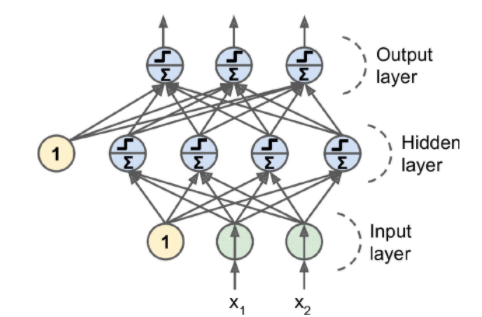 Output
layer
Σ Σ Σ
1
Σ Σ Σ Σ
Hidden
layer
1
Input
layer
x1 x2